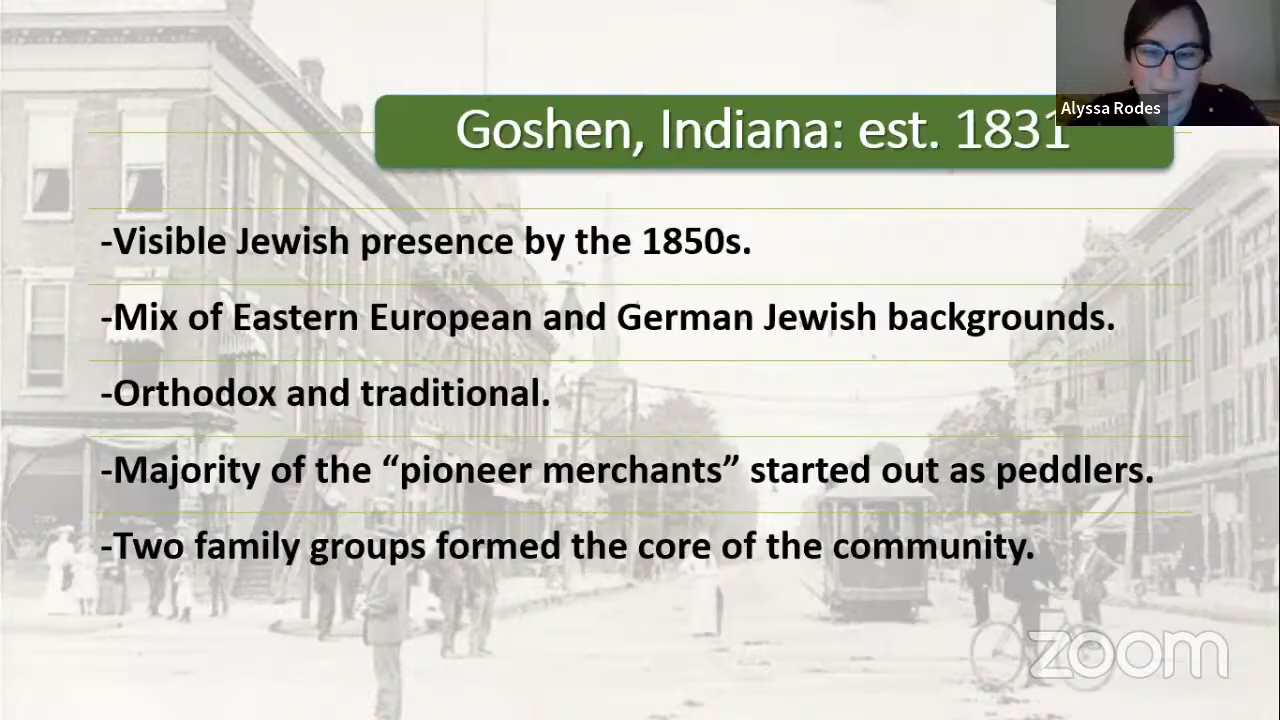 Alyssa Rodes
Goshen, Indiana: est. 1831
-Visible Jewish presence by the 1850s.
-Mix of Eastern European and German Jewish backgrounds.
-Orthodox and traditional.
-Majority of the “pioneer merchants” started out as peddlers.
-Two family groups formed the core of the community.
zoom